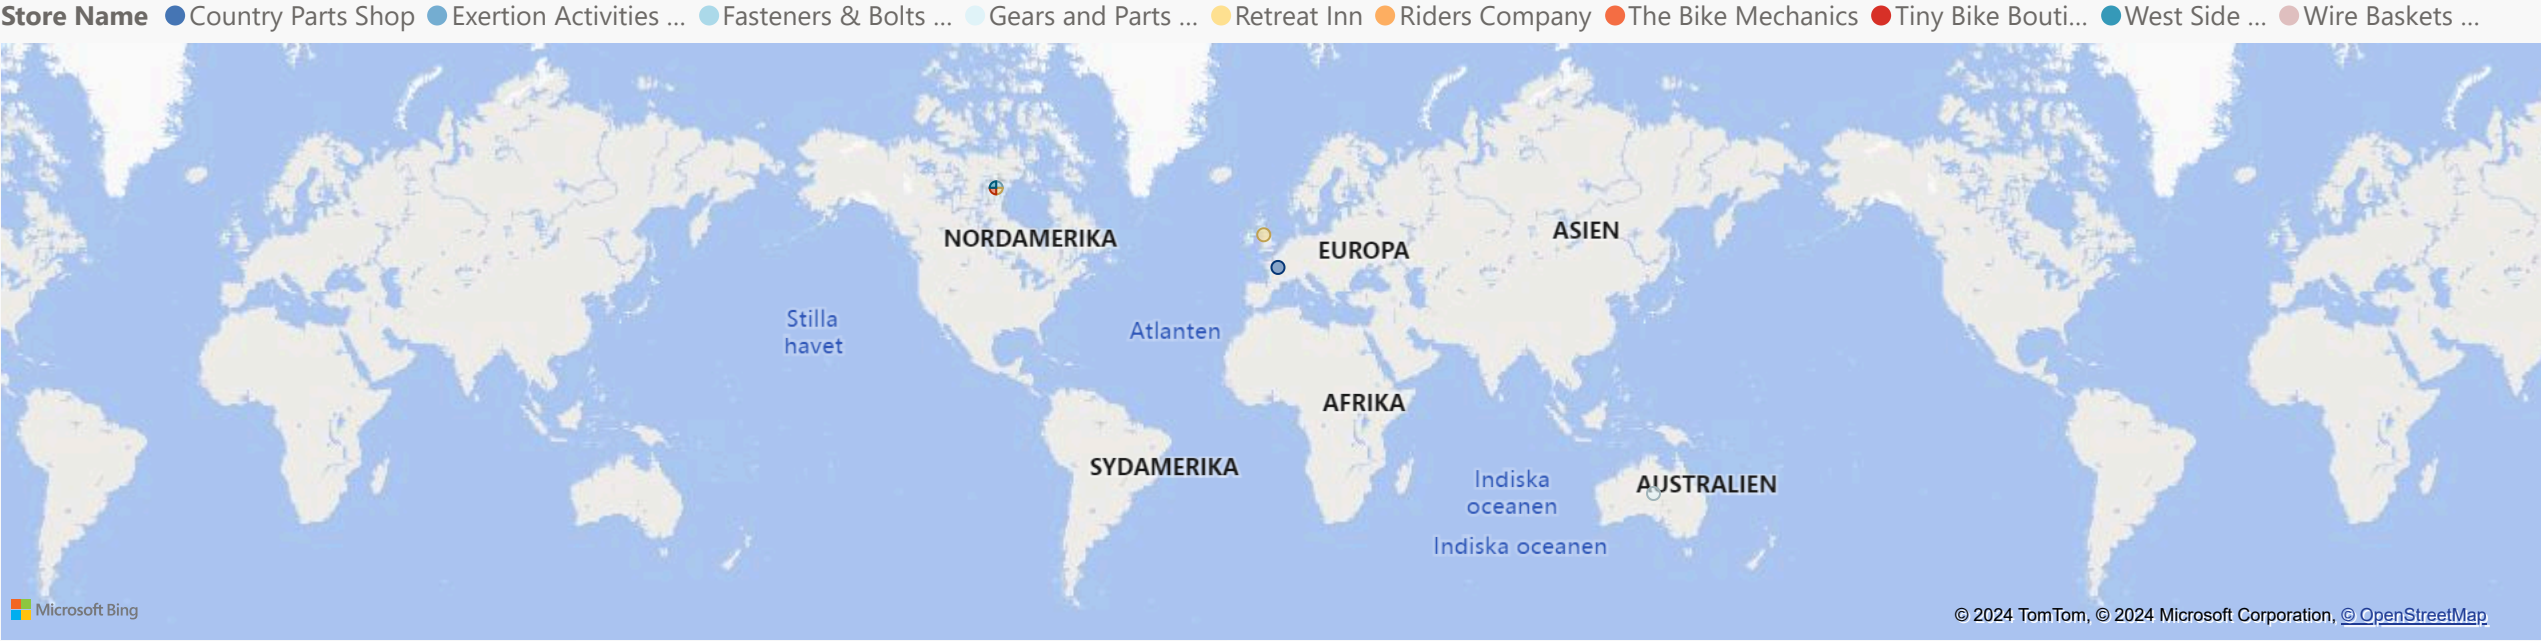 Store Name Country Parts Shop Exertion Activities ... Fasteners & Bolts ... Gears and Parts ... Retreat Inn Riders Company The Bike Mechanics Tiny Bike Bouti... West Side ... Wire Baskets ...
NORDAMERIKA
EUROPA
ASIEN
Stilla
havet
Atlanten
AFRIKA
SYDAMERIKA
Indiska
oceanen
AUSTRALIEN
Indiska oceanen
Microsoft Bing
© 2024 TomTom, © 2024 Microsoft Corporation, © OpenStreetMap